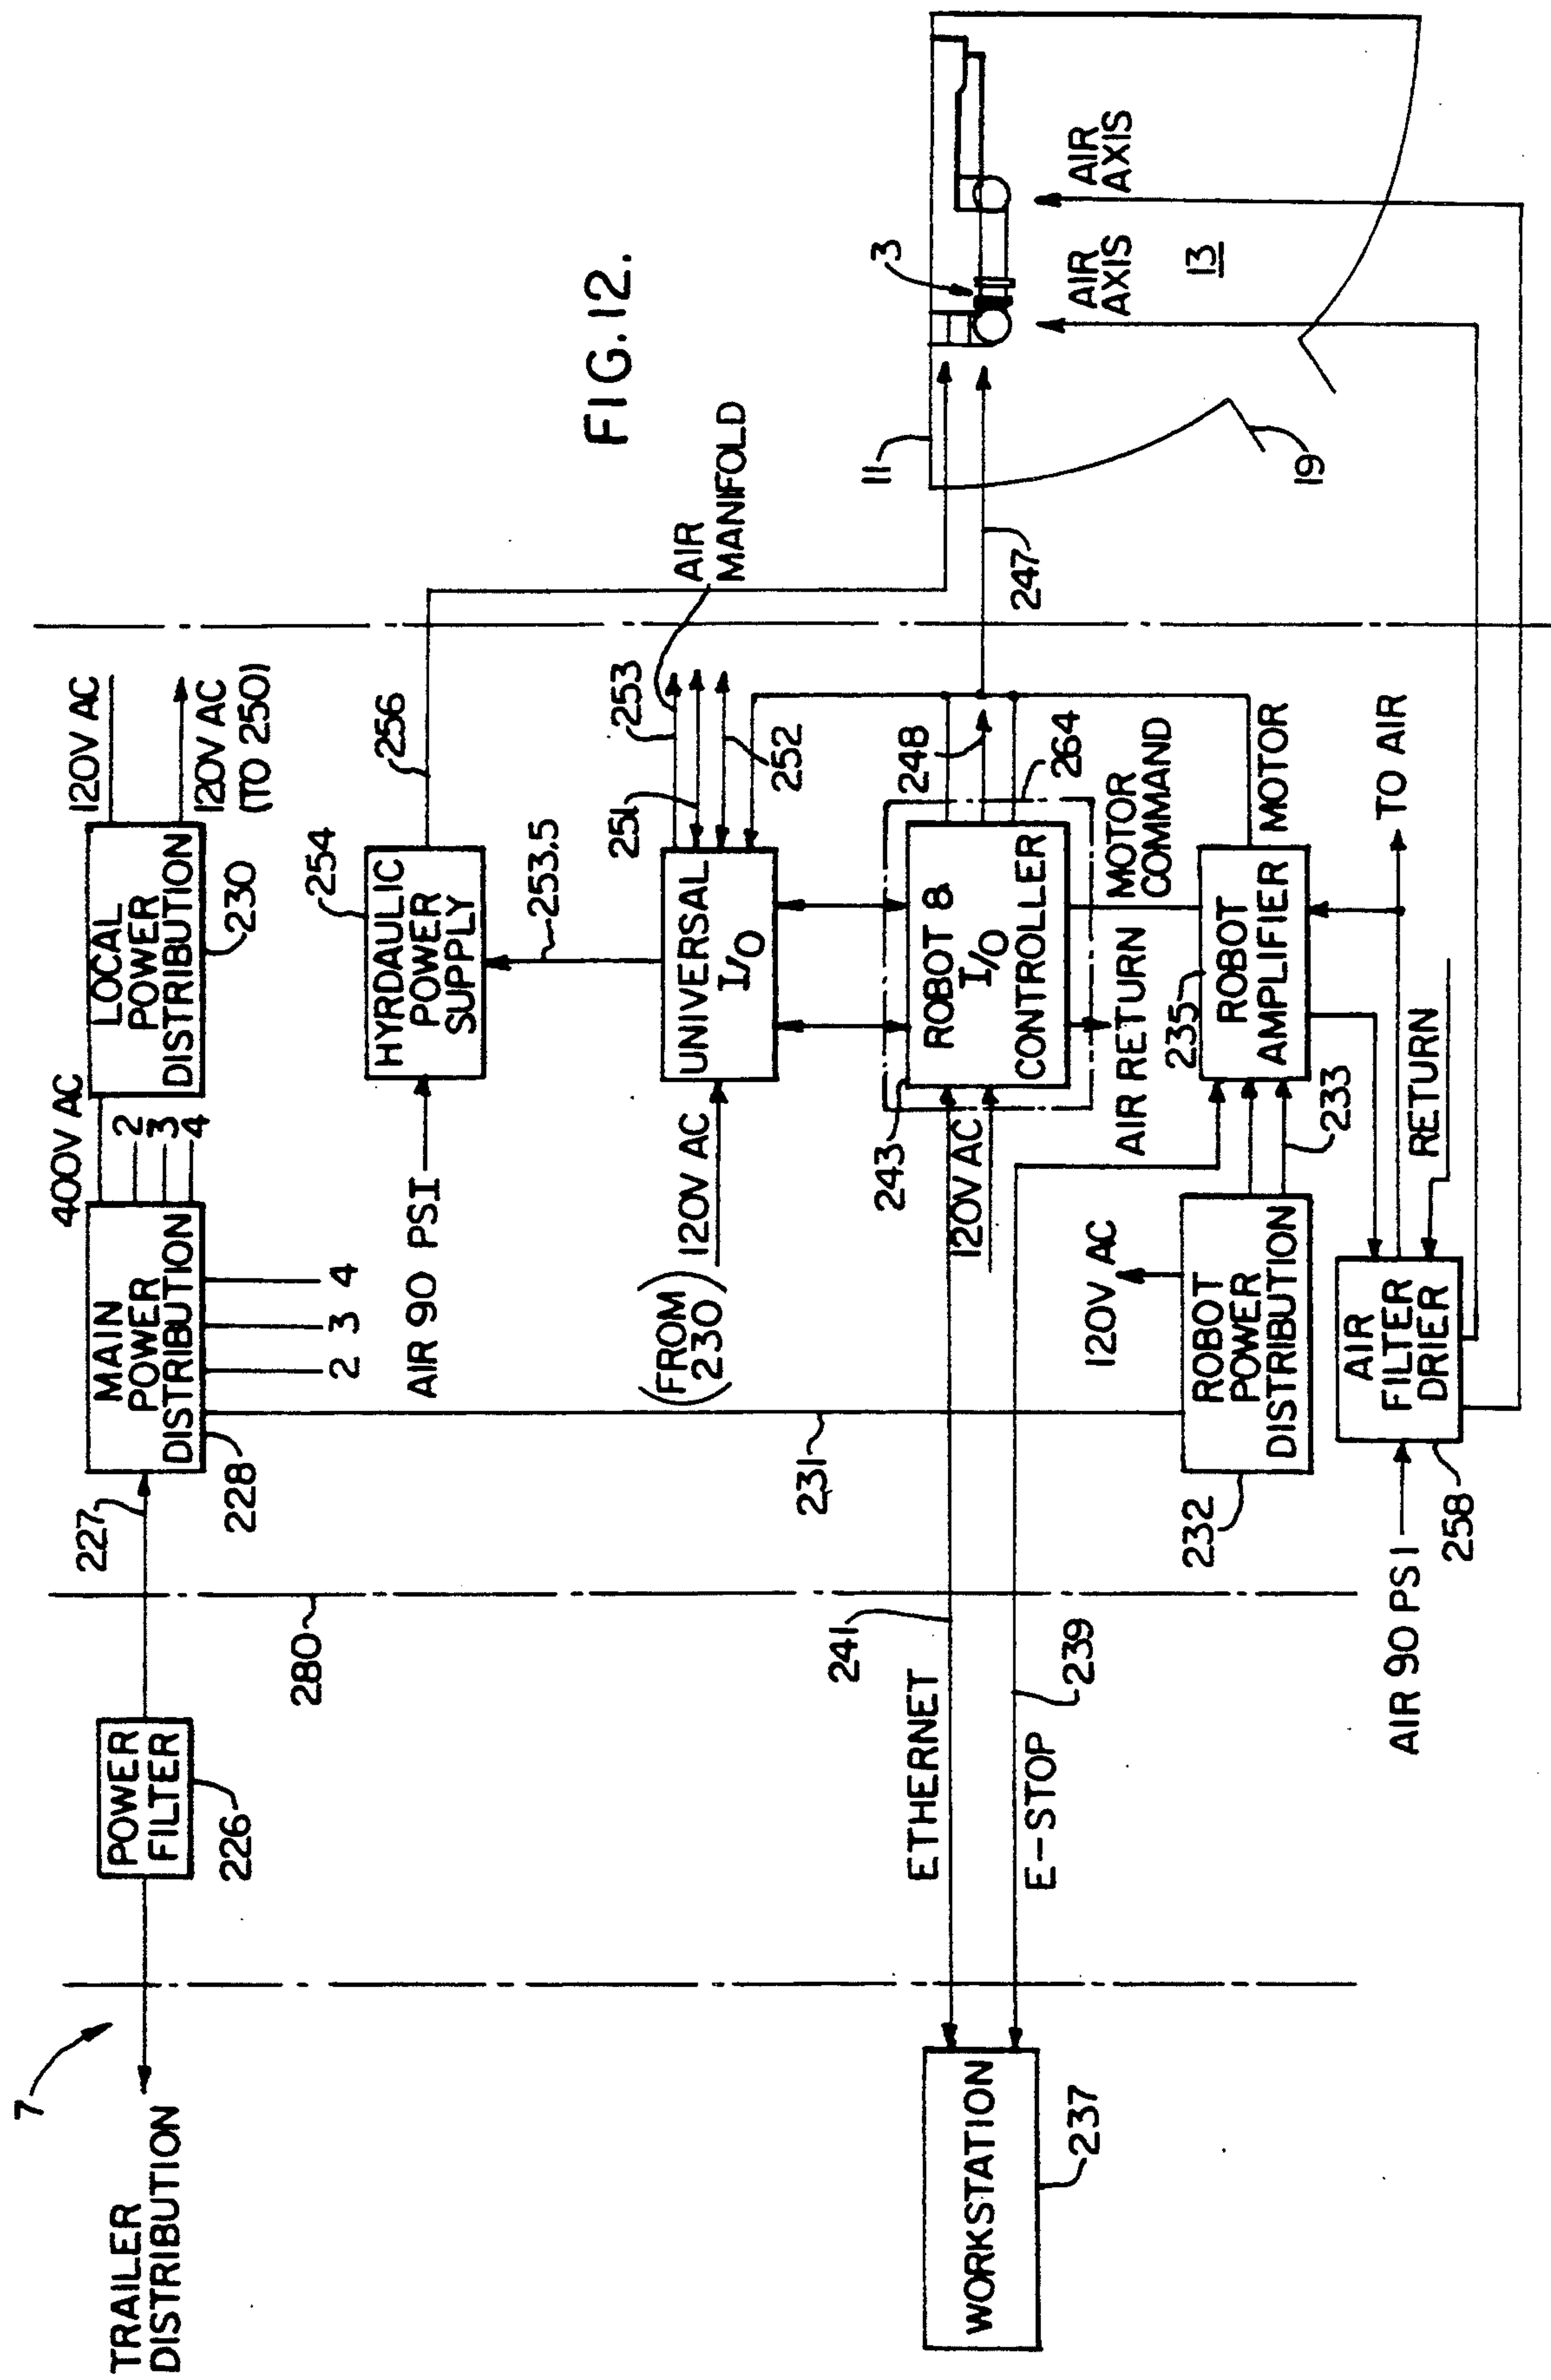 FIG.12.
7
TRAILER
DISTRIBUTION
POWER
FILTER
226
280
227
MAIN
POWER
DISTRIBUTION
228
2 3 4
400V AC
2
3
4
LOCAL
POWER
DISTRIBUTION
230
120V AC
120V AC
(TO 250)
AIR 90 PSI
HYRDAULIC
POWER
SUPPLY
254
256
253.5
(FROM
230)
120V AC
UNIVERSAL
I/O
251
253
252
AIR
MANIFOLD
231
241
ETHERNET
E-STOP
239
WORKSTATION
237
243
120V AC
ROBOT &
I/O
CONTROLLER
248
264
247
AIR RETURN
MOTOR
COMMAND
120V AC
ROBOT
POWER
DISTRIBUTION
232
233
235
ROBOT
AMPLIFIER
MOTOR
AIR 90 PSI
AIR
FILTER
DRIER
258
RETURN
TO AIR
11
3
19
13
AIR
AXIS
AIR
AXIS